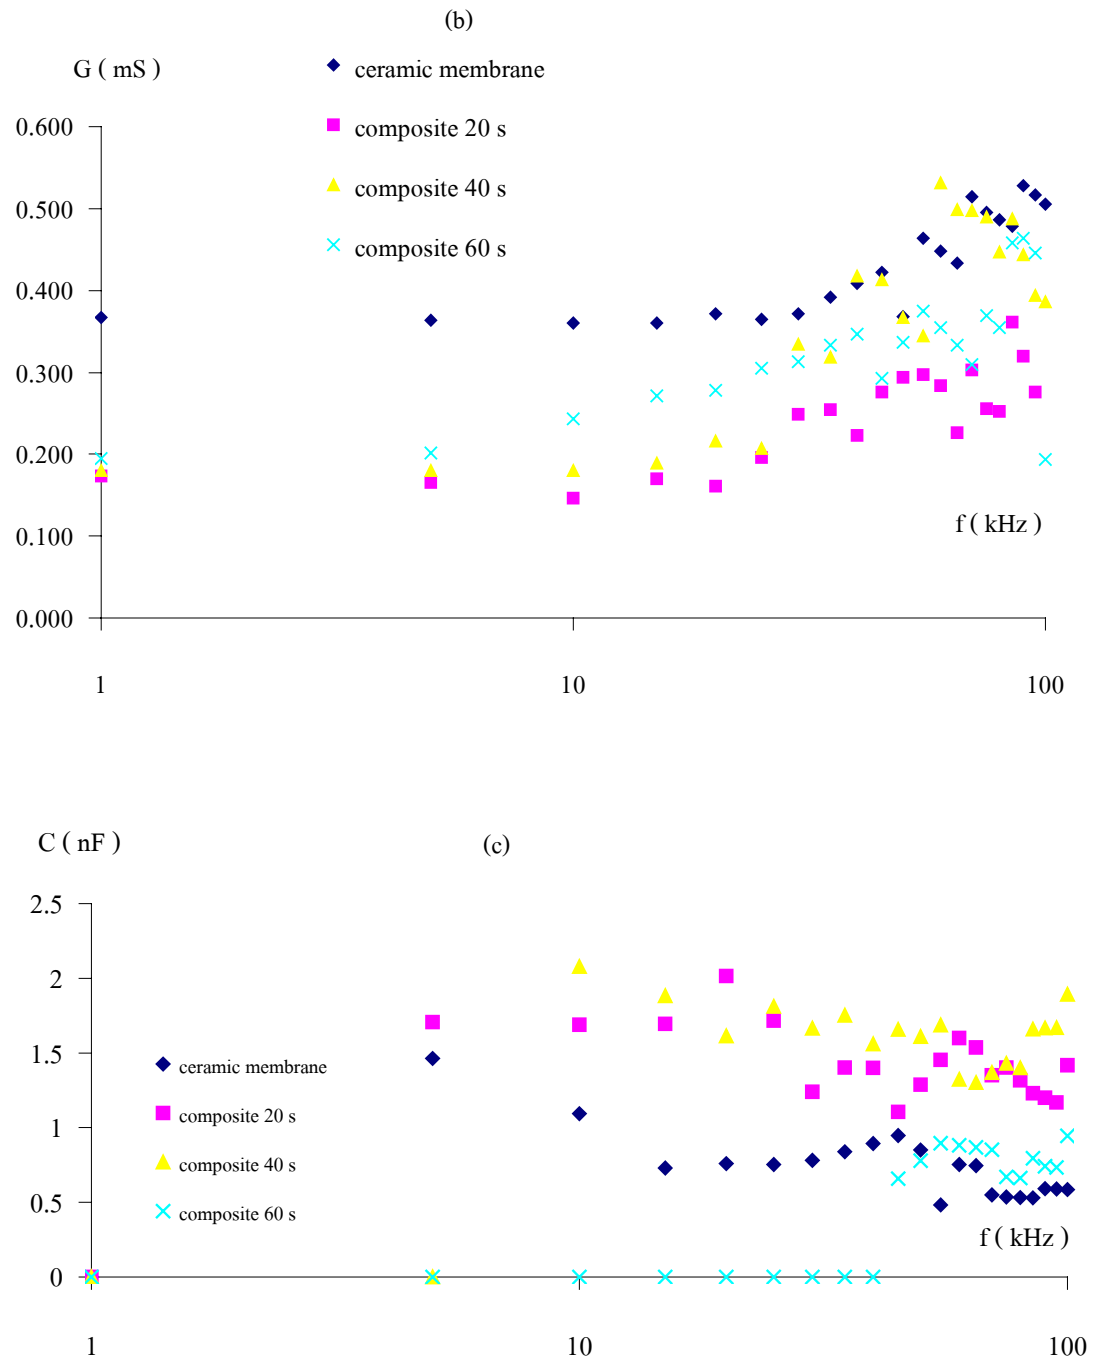 (b)
G ( mS )
ceramic membrane
composite 20 s
composite 40 s
composite 60 s
0.600
0.500
0.400
0.300
0.200
0.100
0.000
f ( kHz )
1 10 100
C ( nF )
(c)
2.5
2
1.5
1
0.5
0
ceramic membrane
composite 20 s
composite 40 s
composite 60 s
f ( kHz )
1 10 100